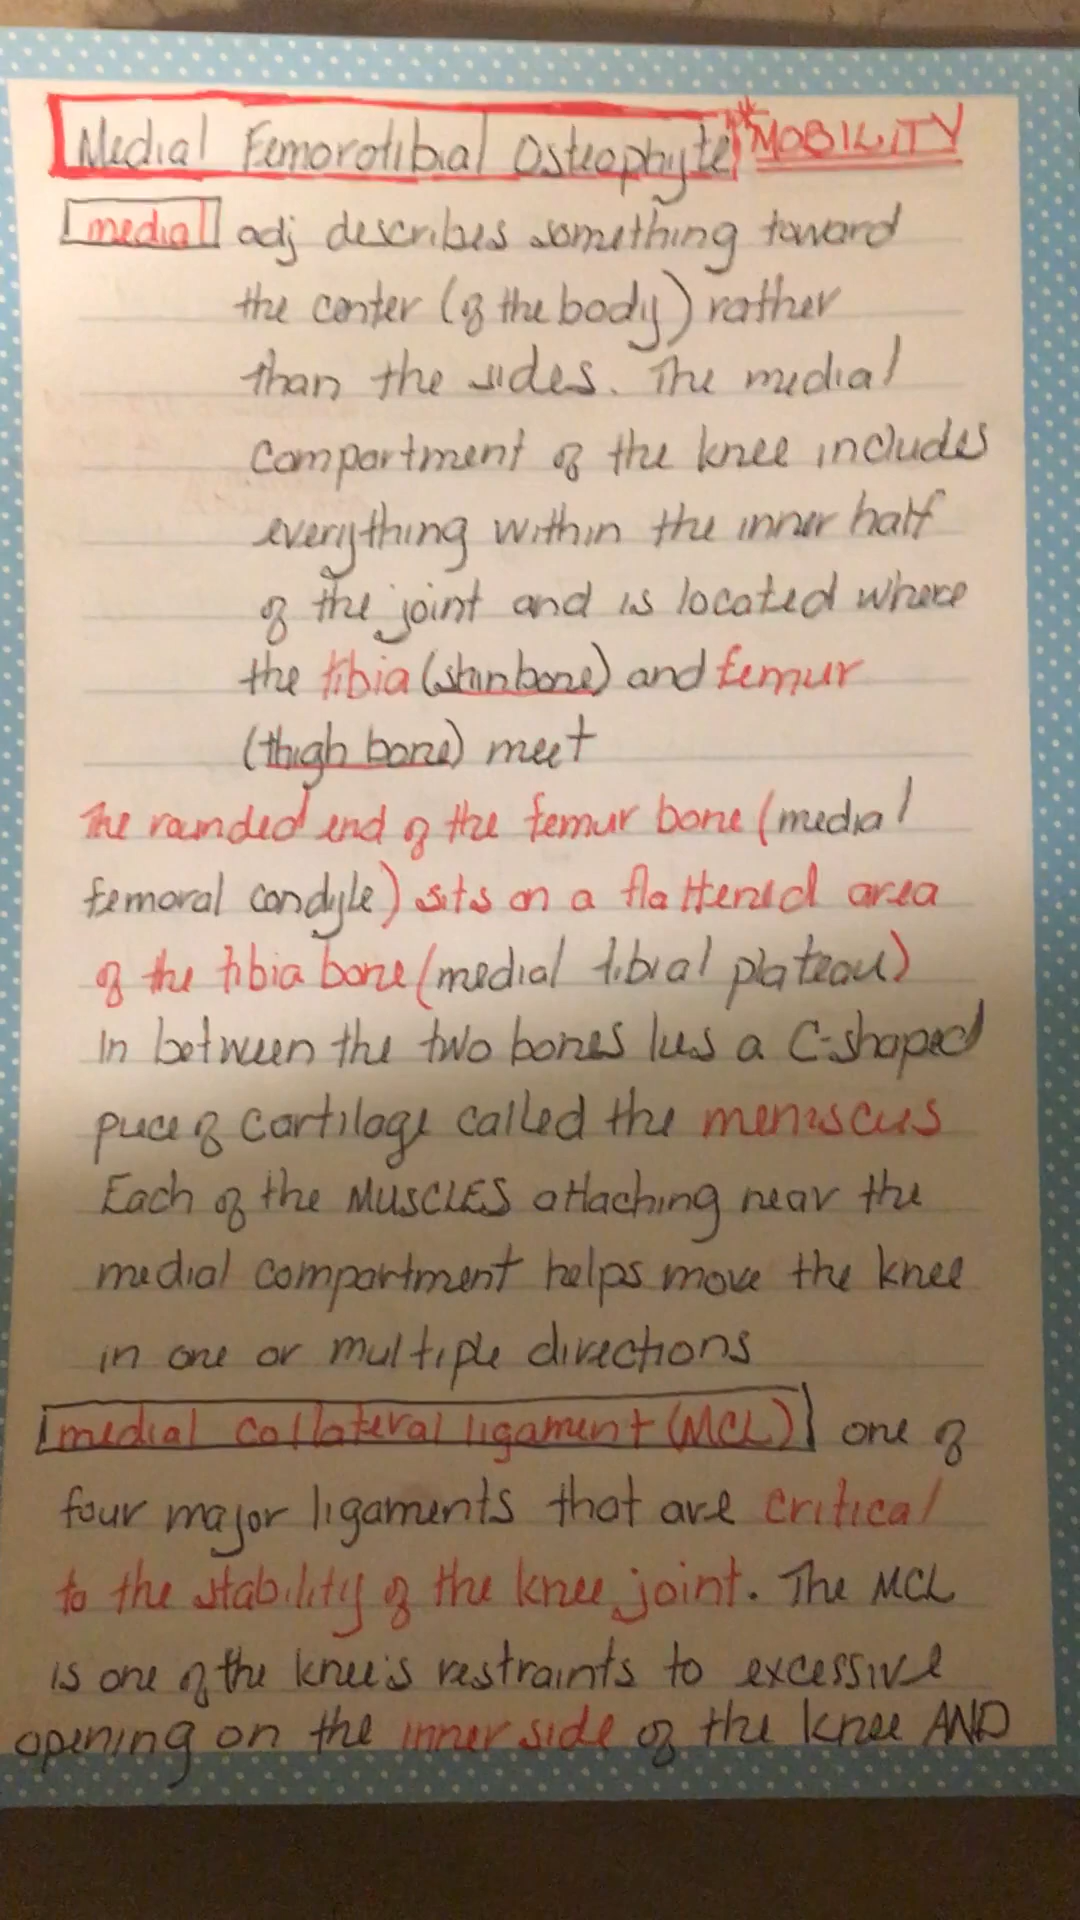 Medial Femorotibial Osteophyte *MOBILITY
medial adj describes something toward
the center (of the body) rather
than the sides. The medial
compartment of the knee includes
everything within the inner half
of the joint and is located where
the tibia (shinbone) and femur
(thigh bone) meet
The rounded end of the femur bone (medial
femoral condyle) sits on a flattened area
of the tibia bone (medial tibial plateau)
In between the two bones lies a C-shaped
piece of cartilage called the meniscus
Each of the MUSCLES attaching near the
medial compartment helps move the knee
in one or multiple directions
medial collateral ligament (MCL) one of
four major ligaments that are critical
to the stability of the knee joint. The MCL
is one of the knee's restraints to excessive
opening on the inner side of the knee AND